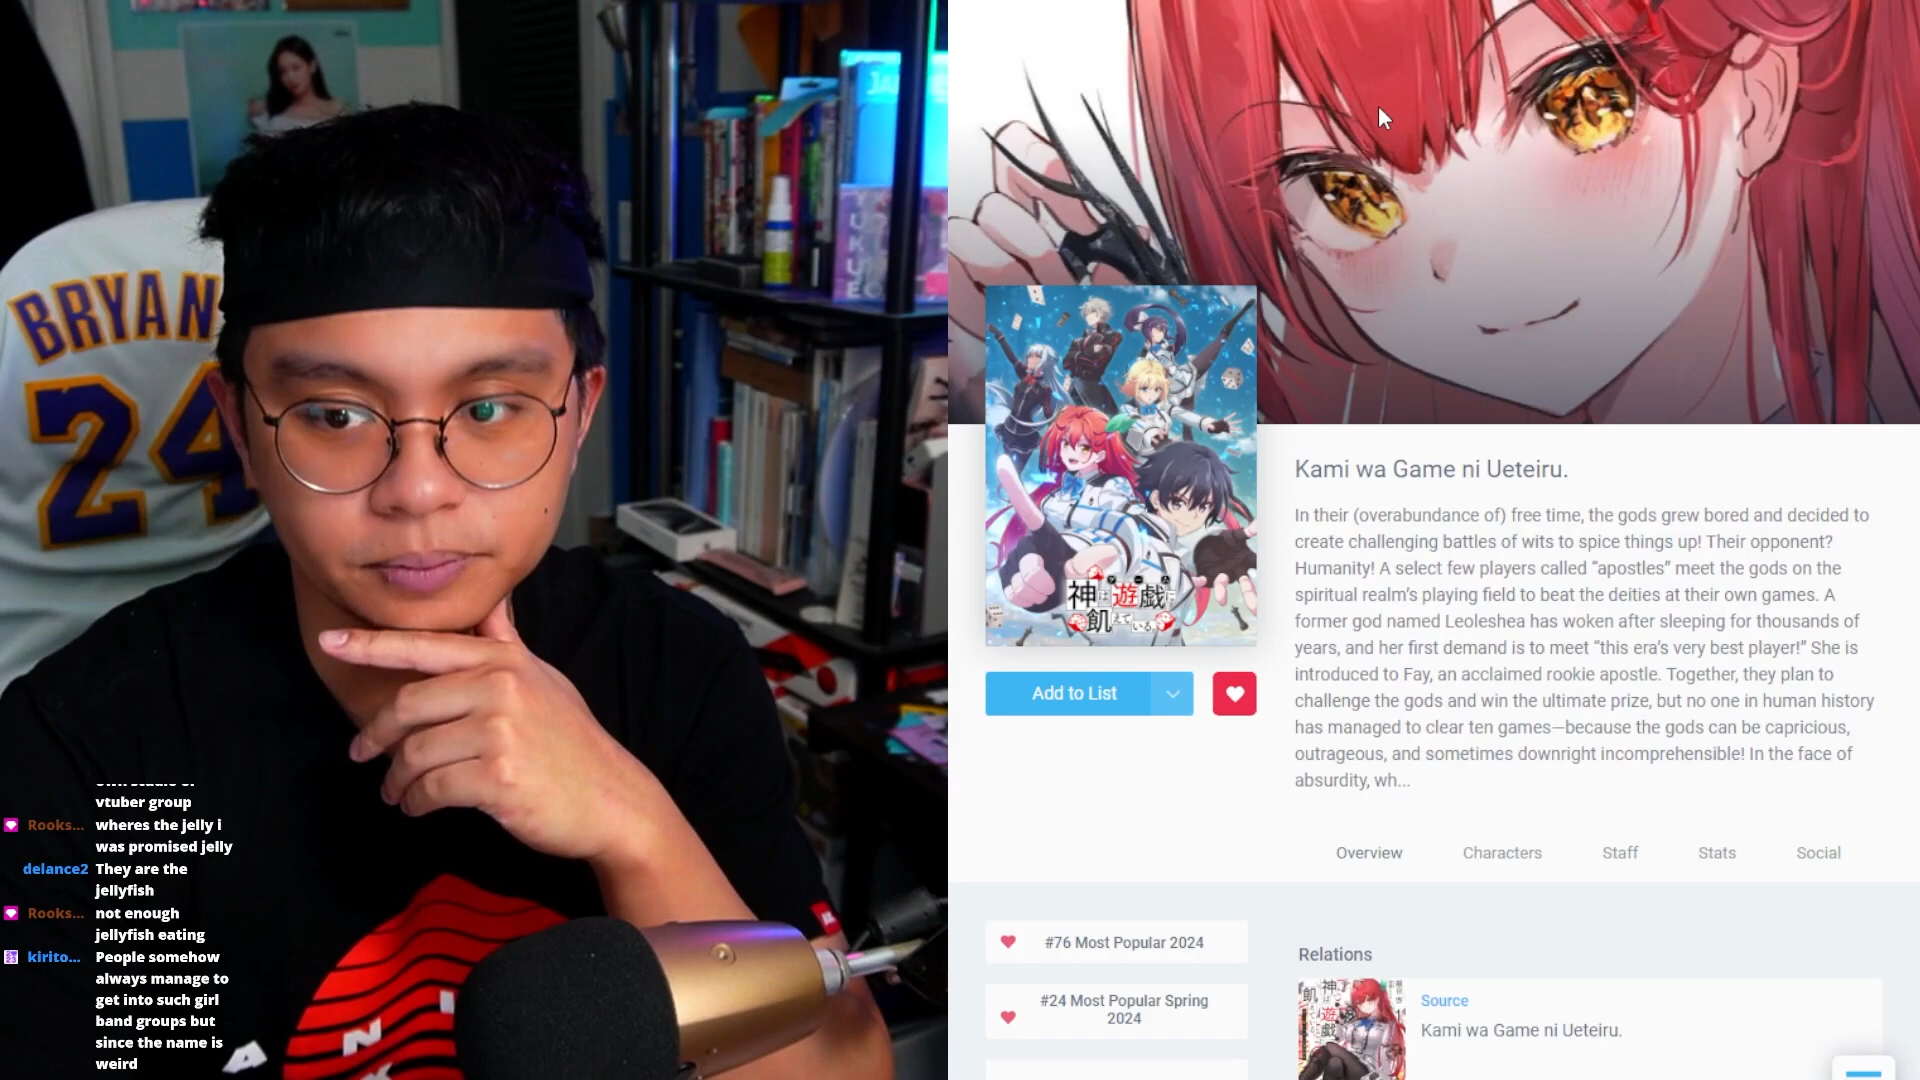 BRYAN
24
vtuber group
Rooks... wheres the jelly i
was promised jelly
delance2 They are the
jellyfish
Rooks... not enough
jellyfish eating
kirito... People somehow
always manage to
get into such girl
band groups but
since the name is
weird
神は遊戯に
飢えている。
Kami wa Game ni Ueteiru.
In their (overabundance of) free time, the gods grew bored and decided to
create challenging battles of wits to spice things up! Their opponent?
Humanity! A select few players called “apostles” meet the gods on the
spiritual realm’s playing field to beat the deities at their own games. A
former god named Leoleshea has woken after sleeping for thousands of
years, and her first demand is to meet “this era’s very best player!” She is
introduced to Fay, an acclaimed rookie apostle. Together, they plan to
challenge the gods and win the ultimate prize, but no one in human history
has managed to clear ten games—because the gods can be capricious,
outrageous, and sometimes downright incomprehensible! In the face of
absurdity, wh...
Add to List
Overview Characters Staff Stats Social
#76 Most Popular 2024
#24 Most Popular Spring
2024
Relations
Source
Kami wa Game ni Ueteiru.